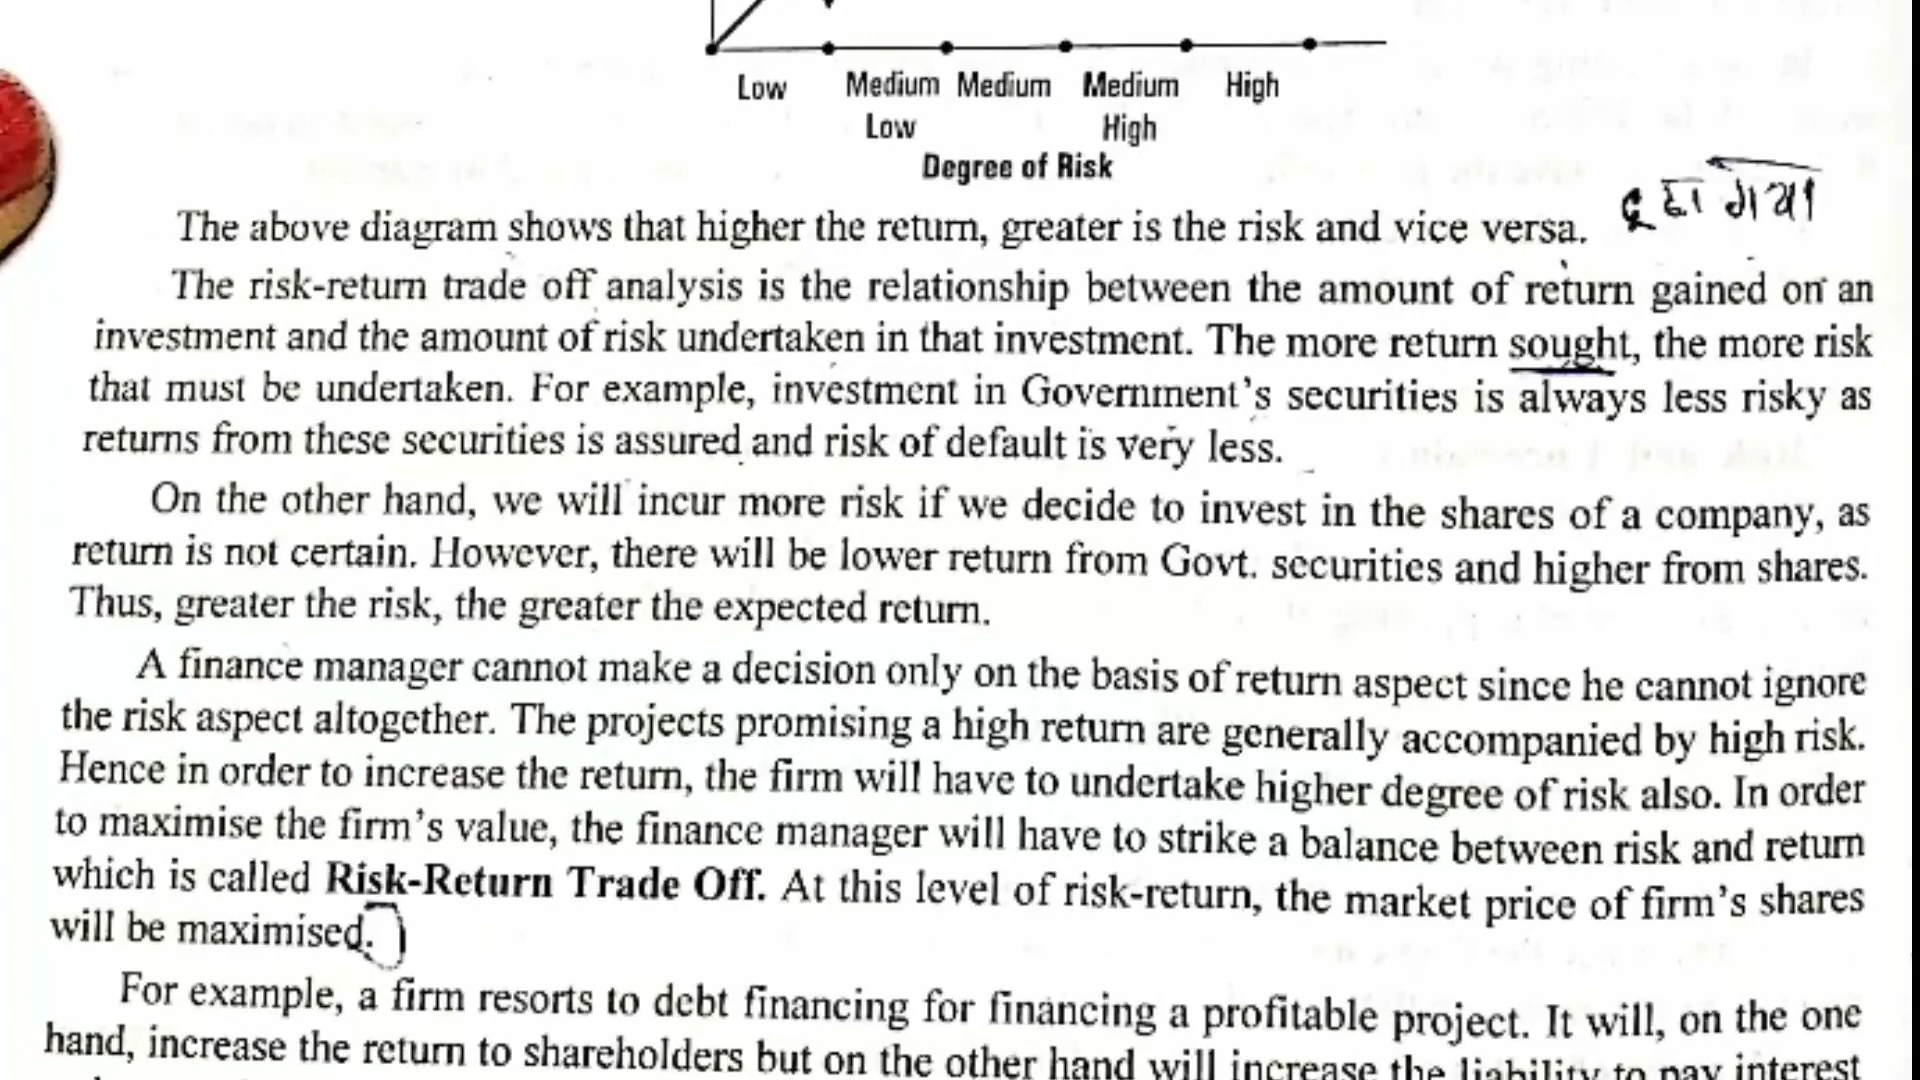 Low Medium Medium Medium High
Low High
Degree of Risk
The above diagram shows that higher the return, greater is the risk and vice versa.
The risk-return trade off analysis is the relationship between the amount of return gained on an
investment and the amount of risk undertaken in that investment. The more return sought, the more risk
that must be undertaken. For example, investment in Government's securities is always less risky as
returns from these securities is assured and risk of default is very less.
On the other hand, we will incur more risk if we decide to invest in the shares of a company, as
return is not certain. However, there will be lower return from Govt. securities and higher from shares.
Thus, greater the risk, the greater the expected return.
A finance manager cannot make a decision only on the basis of return aspect since he cannot ignore
the risk aspect altogether. The projects promising a high return are generally accompanied by high risk.
Hence in order to increase the return, the firm will have to undertake higher degree of risk also. In order
to maximise the firm's value, the finance manager will have to strike a balance between risk and return
which is called Risk-Return Trade Off. At this level of risk-return, the market price of firm's shares
will be maximised.
For example, a firm resorts to debt financing for financing a profitable project. It will, on the one
hand, increase the return to shareholders but on the other hand will increase the liability to pay interest